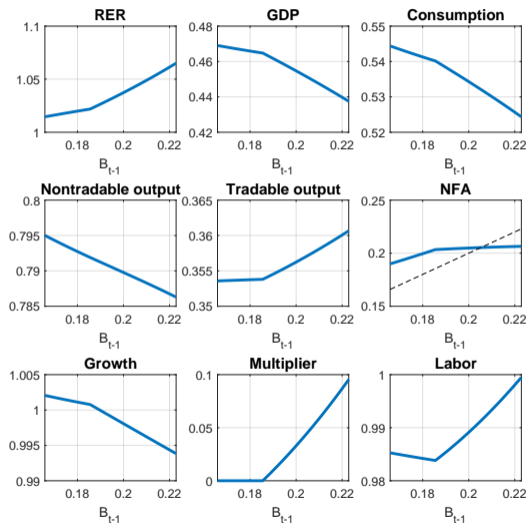 RER GDP Consumption
1.1 0.48 0.55
1.05 0.46 0.54
0.44 0.53
1 0.42 0.52
0.18 0.2 0.22 0.18 0.2 0.22 0.18 0.2 0.22
B_{t-1} B_{t-1} B_{t-1}
Nontradable output Tradable output NFA
0.8 0.365 0.25
0.795 0.36
0.2
0.79 0.355
0.785 0.35 0.15
0.18 0.2 0.22 0.18 0.2 0.22 0.18 0.2 0.22
B_{t-1} B_{t-1} B_{t-1}
Growth Multiplier Labor
1.005 0.1 1
1 0.05 0.99
0.995
0.99 0 0.98
0.18 0.2 0.22 0.18 0.2 0.22 0.18 0.2 0.22
B_{t-1} B_{t-1} B_{t-1}